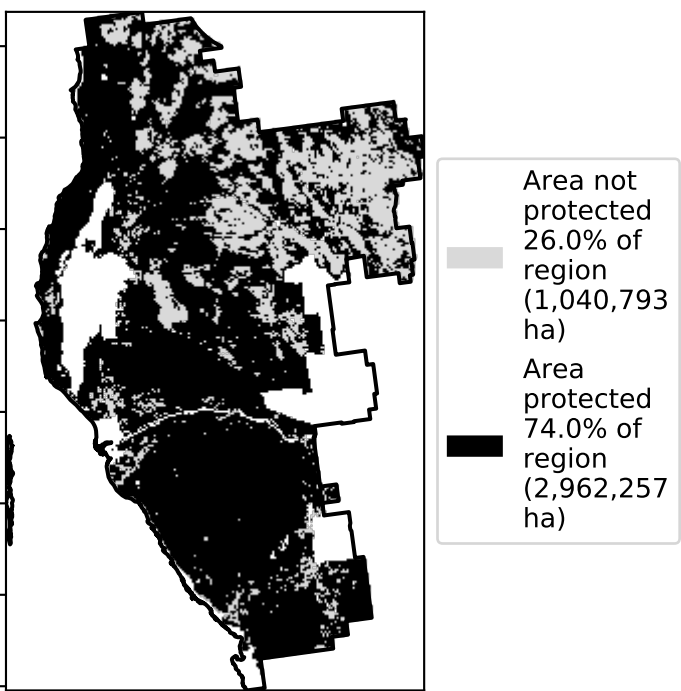 Area not
protected
26.0% of
region
(1,040,793
ha)
Area
protected
74.0% of
region
(2,962,257
ha)